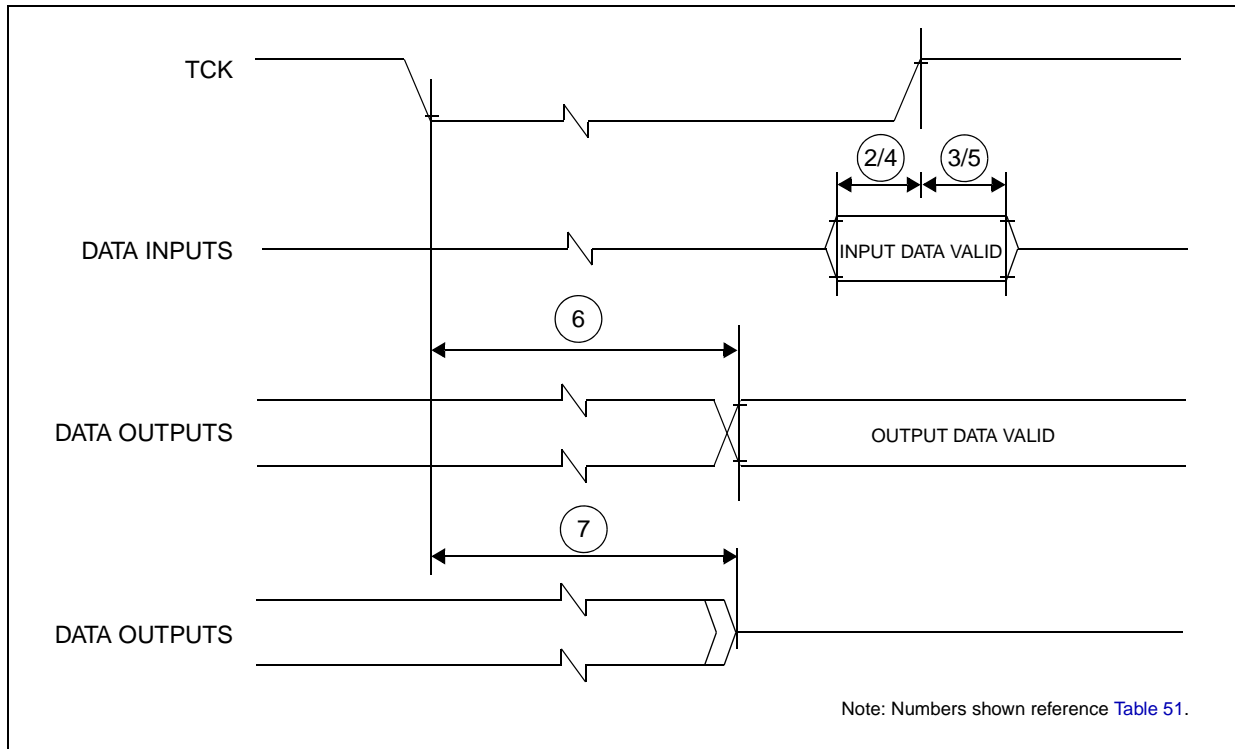 TCK
2/4
3/5
DATA INPUTS
INPUT DATA VALID
6
DATA OUTPUTS
OUTPUT DATA VALID
7
DATA OUTPUTS
Note: Numbers shown reference Table 51.